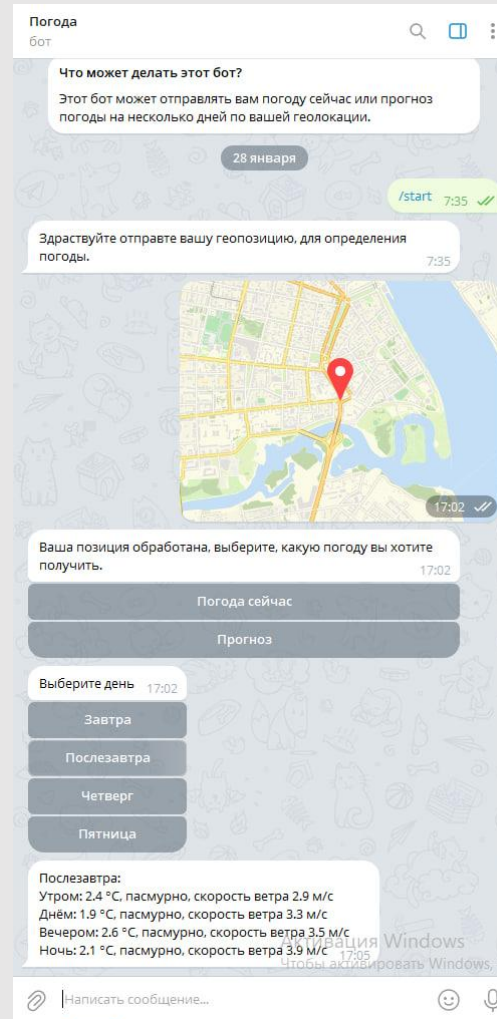 Погода
бот
Что может делать этот бот?
Этот бот может отправлять вам погоду сейчас или прогноз
погоды на несколько дней по вашей геолокации.
28 января
/start 7:35
Здраствуйте отправте вашу геопозицию, для определения
погоды.
7:35
17:02
Ваша позиция обработана, выберите, какую погоду вы хотите
получить.
17:02
Погода сейчас
Прогноз
Выберите день 17:02
Завтра
Послезавтра
Четверг
Пятница
Послезавтра:
Утром: 2.4 °C, пасмурно, скорость ветра 2.9 м/с
Днём: 1.9 °C, пасмурно, скорость ветра 3.3 м/с
Вечером: 2.6 °C, пасмурно, скорость ветра 3.5 м/с
Ночь: 2.1 °C, пасмурно, скорость ветра 3.9 м/с
17:05
Активация Windows
Чтобы активировать Windows,
Написать сообщение...